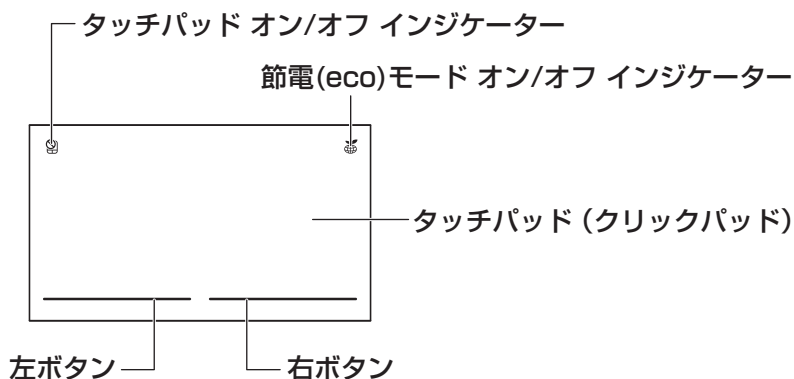 タッチパッド オン/オフ インジケーター
節電(eco)モード オン/オフ インジケーター
タッチパッド（クリックパッド）
左ボタン
右ボタン